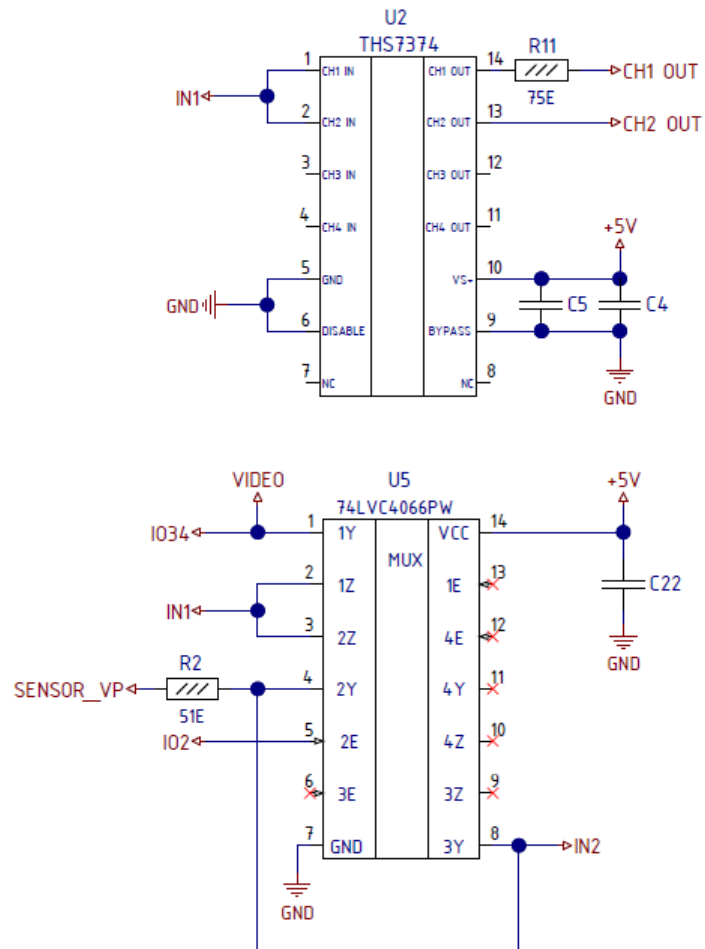 U2
THS7374
R11
1 CH1 IN CH1 OUT 14 CH1 OUT
75E
IN1
2 CH2 IN CH2 OUT 13 CH2 OUT
3 CH3 IN CH3 OUT 12
4 CH4 IN CH4 OUT 11
+5V
5 GND VS+ 10
GND C5 C4
6 DISABLE BYPASS 9
7 NC NC 8
GND
VIDEO U5 +5V
74LVC4066PW
IO34 1 1Y VCC 14
MUX
2 1Z 1E 13
IN1 C22
3 2Z 4E 12
GND
R2
SENSOR_VP 4 2Y 4Y 11
51E
IO2 5 2E 4Z 10
6 3E 3Z 9
7 GND 3Y 8 IN2
GND